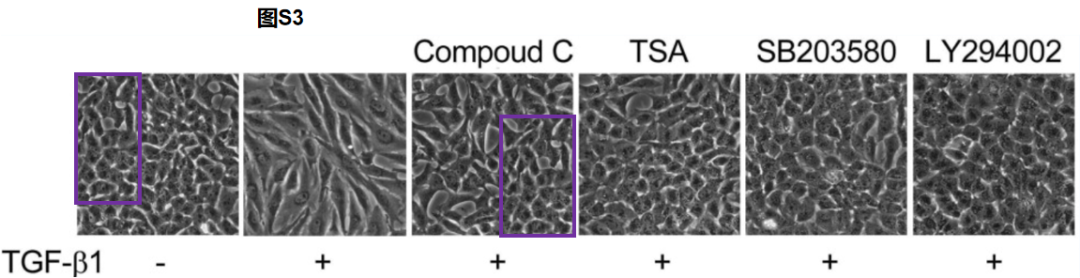 图S3
Compoud C TSA SB203580 LY294002
TGF-β1 - + + + + +